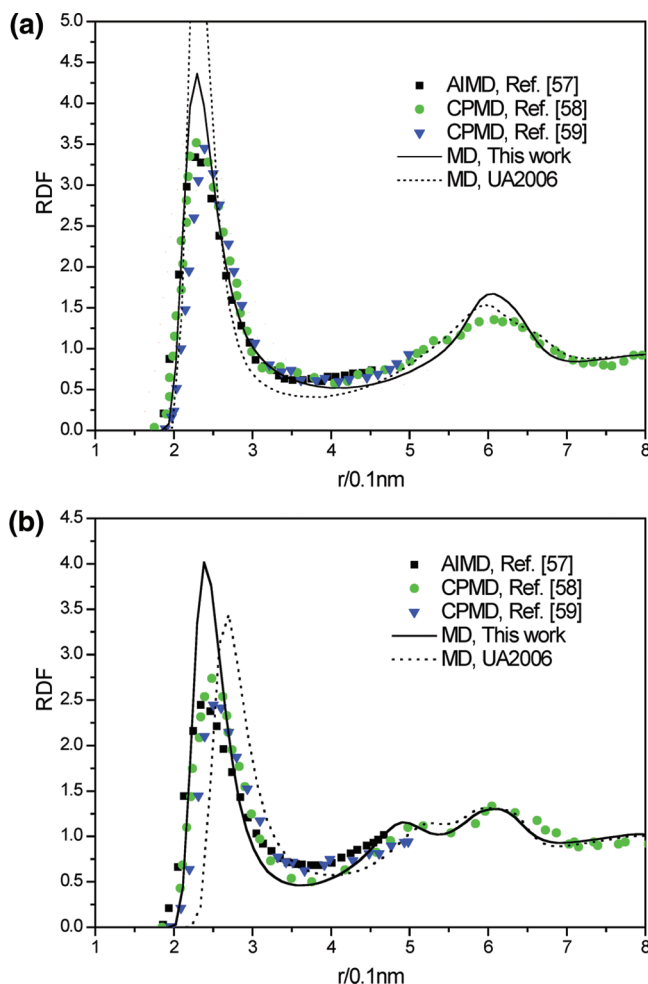 (a)
5.0
4.5
4.0
3.5
3.0
2.5
2.0
1.5
1.0
0.5
0.0
RDF
AIMD, Ref. [57]
CPMD, Ref. [58]
CPMD, Ref. [59]
MD, This work
MD, UA2006
1 2 3 4 5 6 7 8
r/0.1nm
(b)
4.5
4.0
3.5
3.0
2.5
2.0
1.5
1.0
0.5
0.0
RDF
AIMD, Ref. [57]
CPMD, Ref. [58]
CPMD, Ref. [59]
MD, This work
MD, UA2006
1 2 3 4 5 6 7 8
r/0.1nm